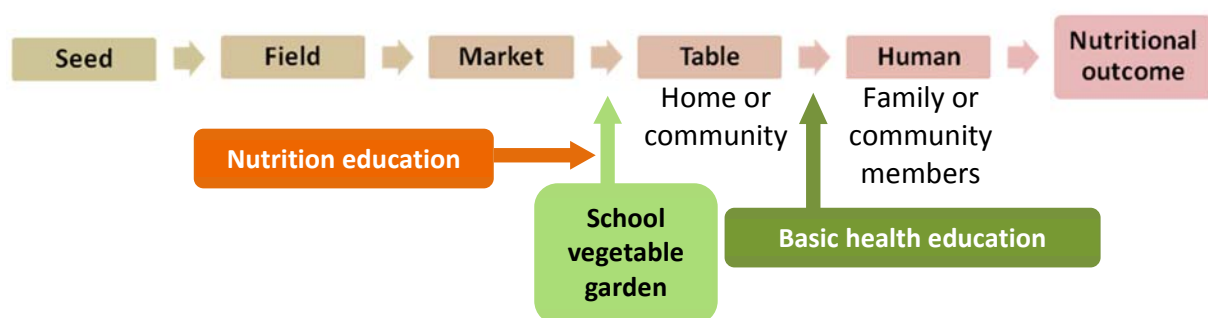 Seed
Field
Market
Table
Human
Nutritional
outcome
Home or
community
Family or
community
members
Nutrition education
School
vegetable
garden
Basic health education